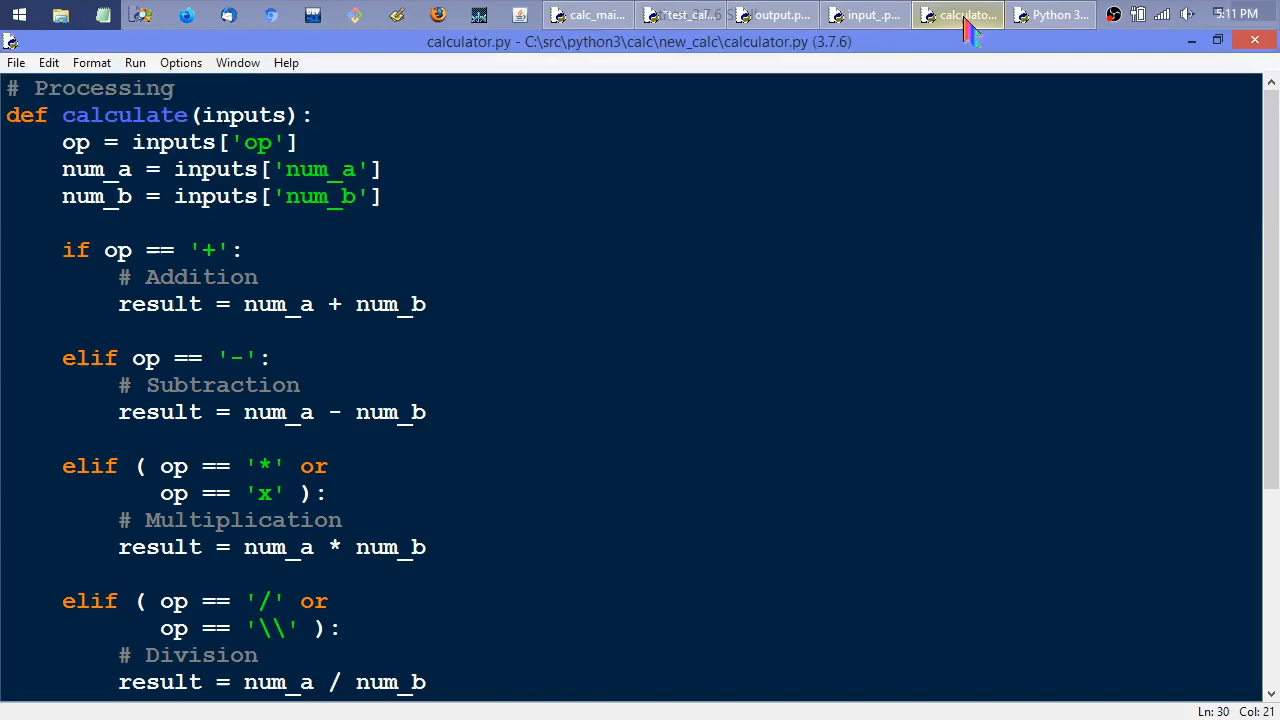 calc_mai...
*test_cal...
output.p...
input_.p...
calculato...
Python 3...
5:11 PM
calculator.py - C:\src\python3\calc\new_calc\calculator.py (3.7.6)
File Edit Format Run Options Window Help
# Processing
def calculate(inputs):
    op = inputs['op']
    num_a = inputs['num_a']
    num_b = inputs['num_b']
    if op == '+':
        # Addition
        result = num_a + num_b
    elif op == '-':
        # Subtraction
        result = num_a - num_b
    elif ( op == '*' or
           op == 'x' ):
        # Multiplication
        result = num_a * num_b
    elif ( op == '/' or
           op == '\\' ):
        # Division
        result = num_a / num_b
Ln: 30 Col: 21